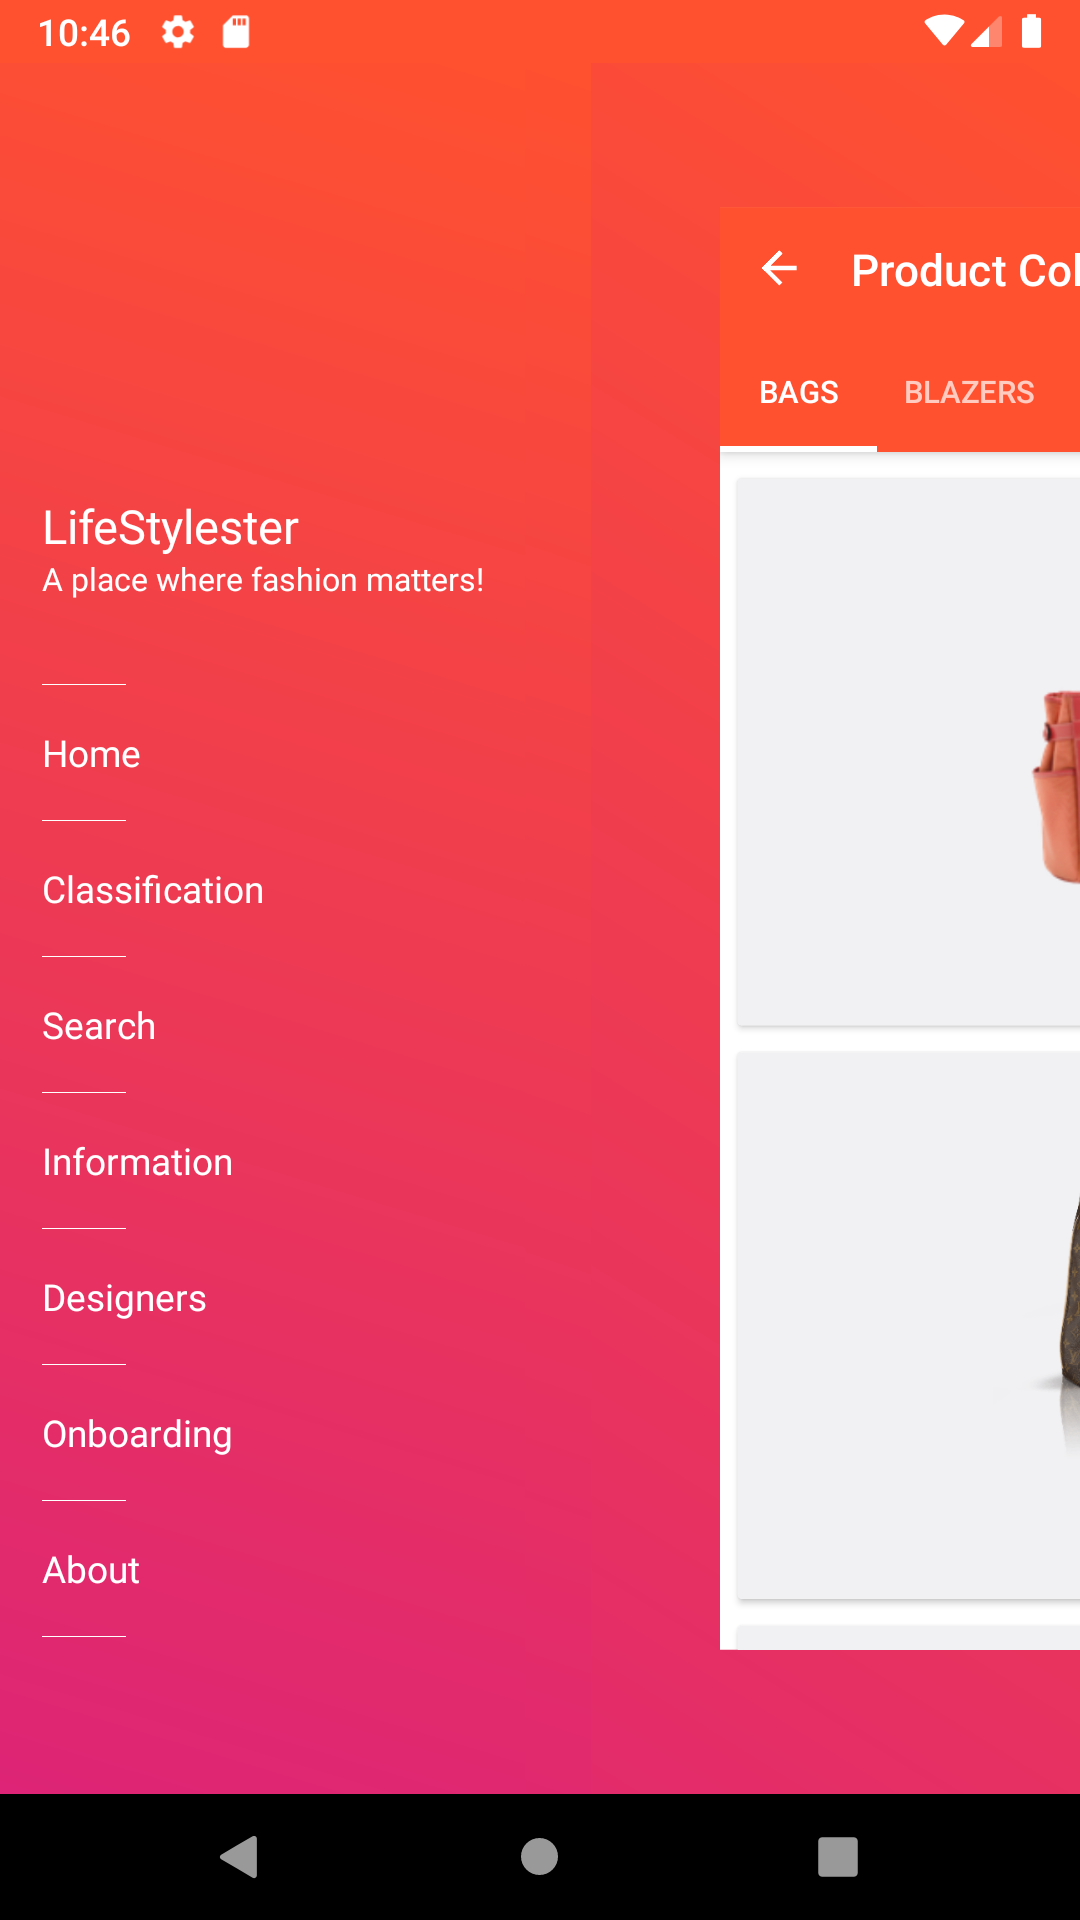 10:46
LifeStylester
A place where fashion matters!
Home
Classification
Search
Information
Designers
Onboarding
About
Product Col
BAGS BLAZERS